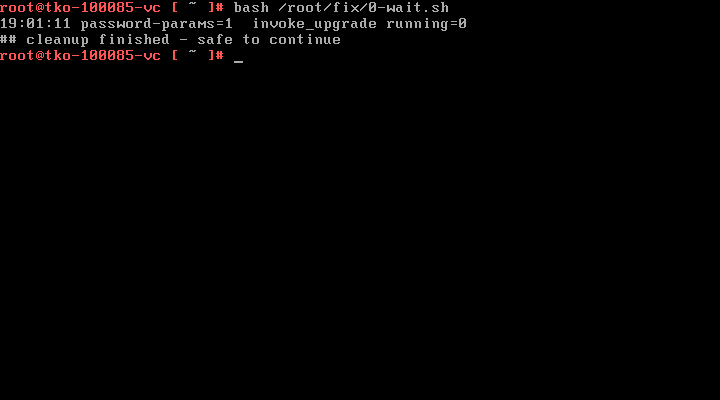 root@tko-100085-vc [ ~ ]# bash /root/fix/0-wait.sh
19:01:11 password-params=1  invoke_upgrade running=0
## cleanup finished - safe to continue
root@tko-100085-vc [ ~ ]# _